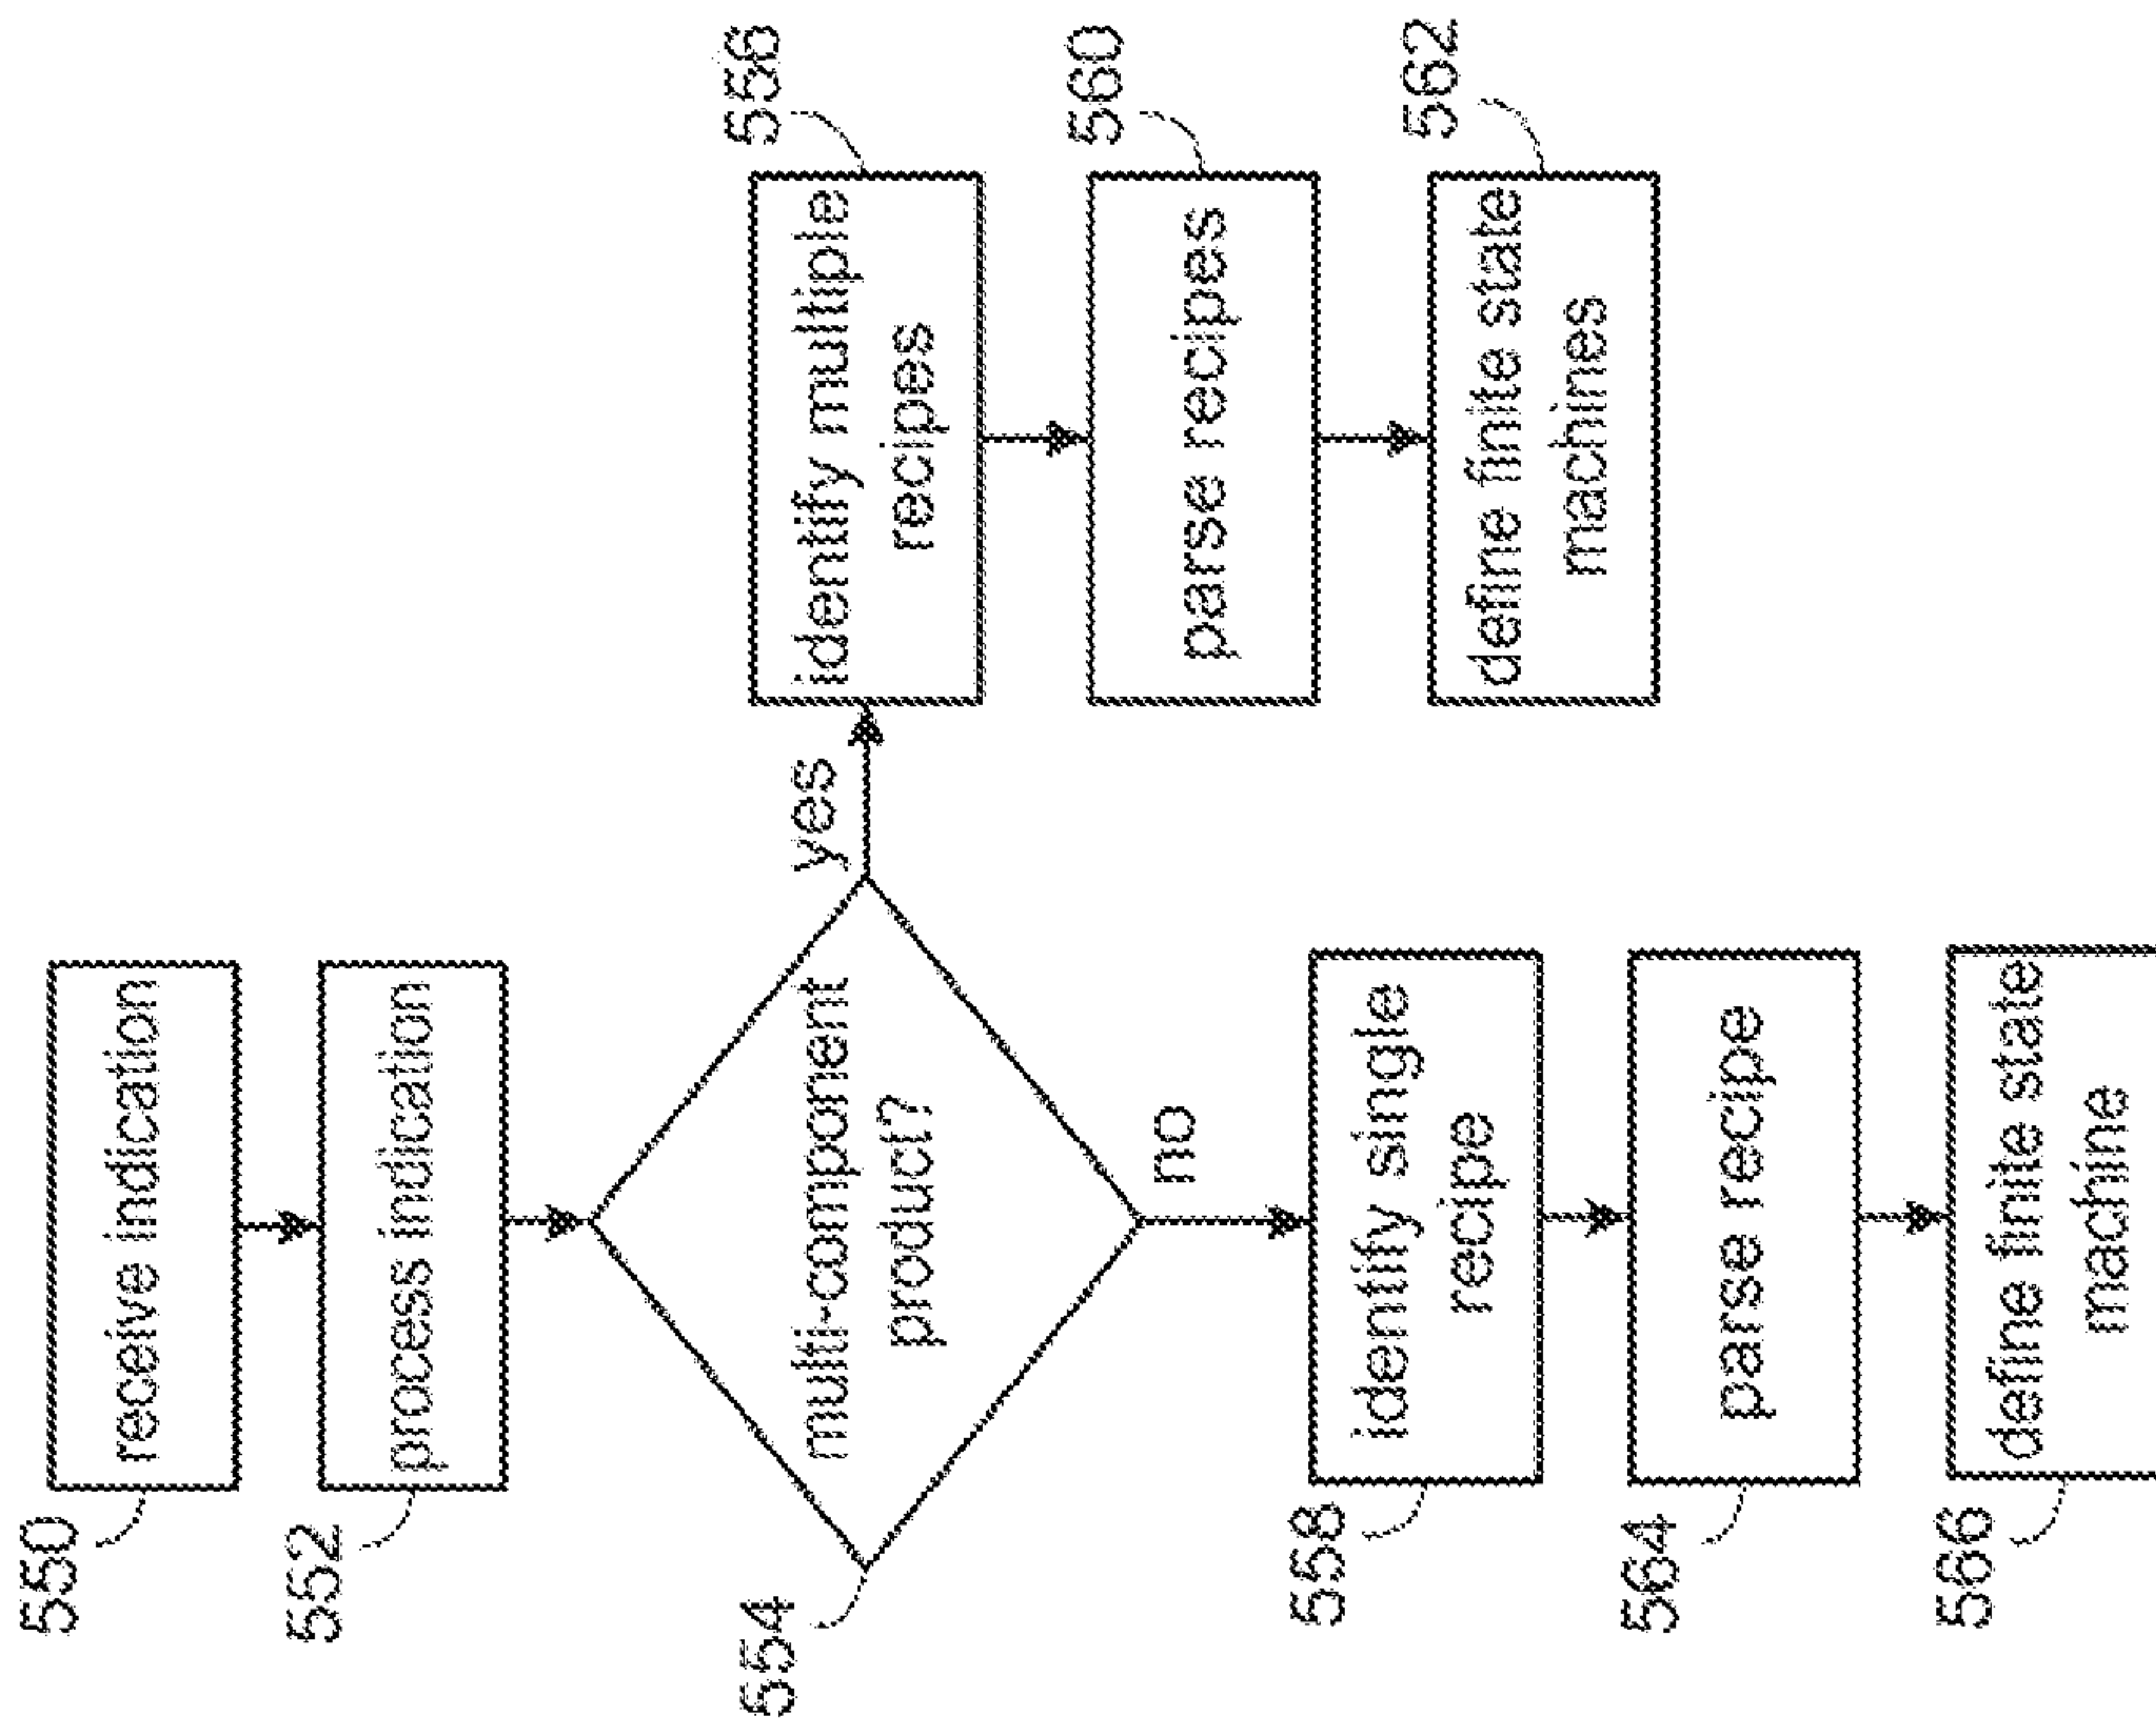 550
receive indication
552
process indication
554
multi-component
product?
yes
556
identify multiple
recipes
560
parse recipes
562
define finite state
machines
no
558
identify single
recipe
564
parse recipe
566
define finite state
machine